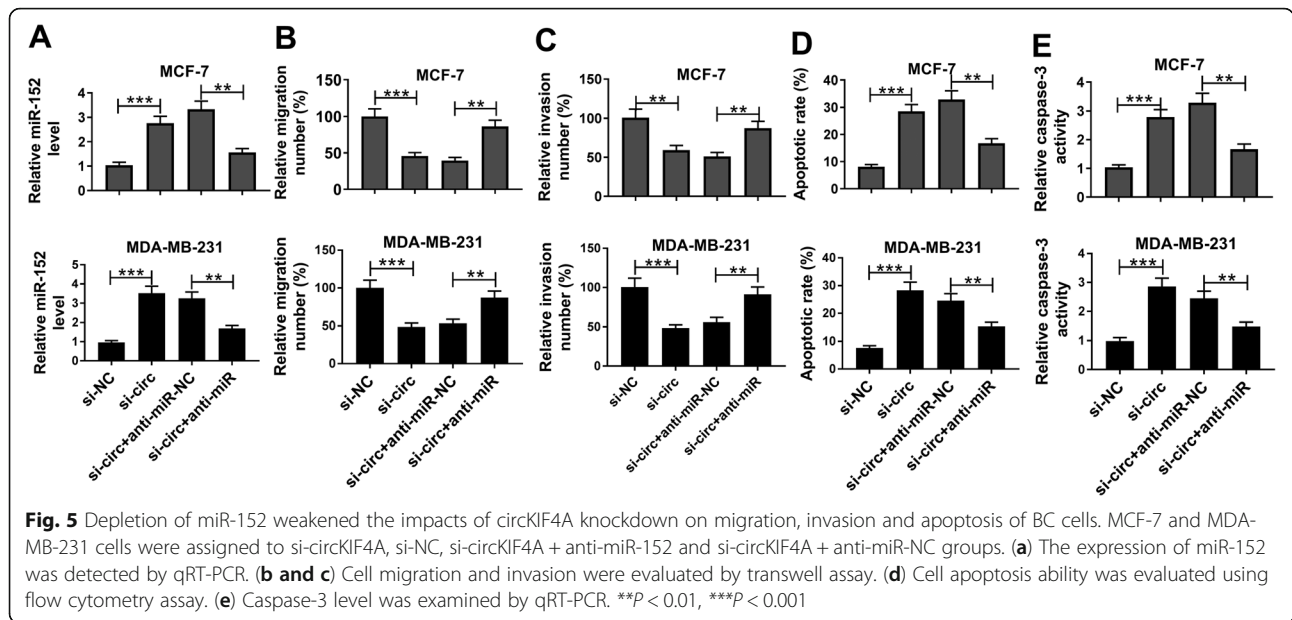 A B C D E
MCF-7
Relative miR-152
level
5
4
3
2
1
0
***
**
MCF-7
Relative migration
number (%)
150
100
50
0
***
**
MCF-7
Relative invasion
number (%)
150
100
50
0
**
**
MCF-7
Apoptotic rate (%)
40
30
20
10
0
***
**
MCF-7
Relative caspase-3
activity
4
3
2
1
0
***
**
MDA-MB-231
Relative miR-152
level
5
4
3
2
1
0
***
**
si-NC
si-circ
si-circ+anti-miR-NC
si-circ+anti-miR
MDA-MB-231
Relative migration
number (%)
150
100
50
0
***
**
si-NC
si-circ
si-circ+anti-miR-NC
si-circ+anti-miR
MDA-MB-231
Relative invasion
number (%)
150
100
50
0
***
**
si-NC
si-circ
si-circ+anti-miR-NC
si-circ+anti-miR
MDA-MB-231
Apoptotic rate (%)
40
30
20
10
0
***
**
si-NC
si-circ
si-circ+anti-miR-NC
si-circ+anti-miR
MDA-MB-231
Relative caspase-3
activity
4
3
2
1
0
***
**
si-NC
si-circ
si-circ+anti-miR-NC
si-circ+anti-miR
Fig. 5 Depletion of miR-152 weakened the impacts of circKIF4A knockdown on migration, invasion and apoptosis of BC cells. MCF-7 and MDA-
MB-231 cells were assigned to si-circKIF4A, si-NC, si-circKIF4A + anti-miR-152 and si-circKIF4A + anti-miR-NC groups. (a) The expression of miR-152
was detected by qRT-PCR. (b and c) Cell migration and invasion were evaluated by transwell assay. (d) Cell apoptosis ability was evaluated using
flow cytometry assay. (e) Caspase-3 level was examined by qRT-PCR. **P < 0.01, ***P < 0.001